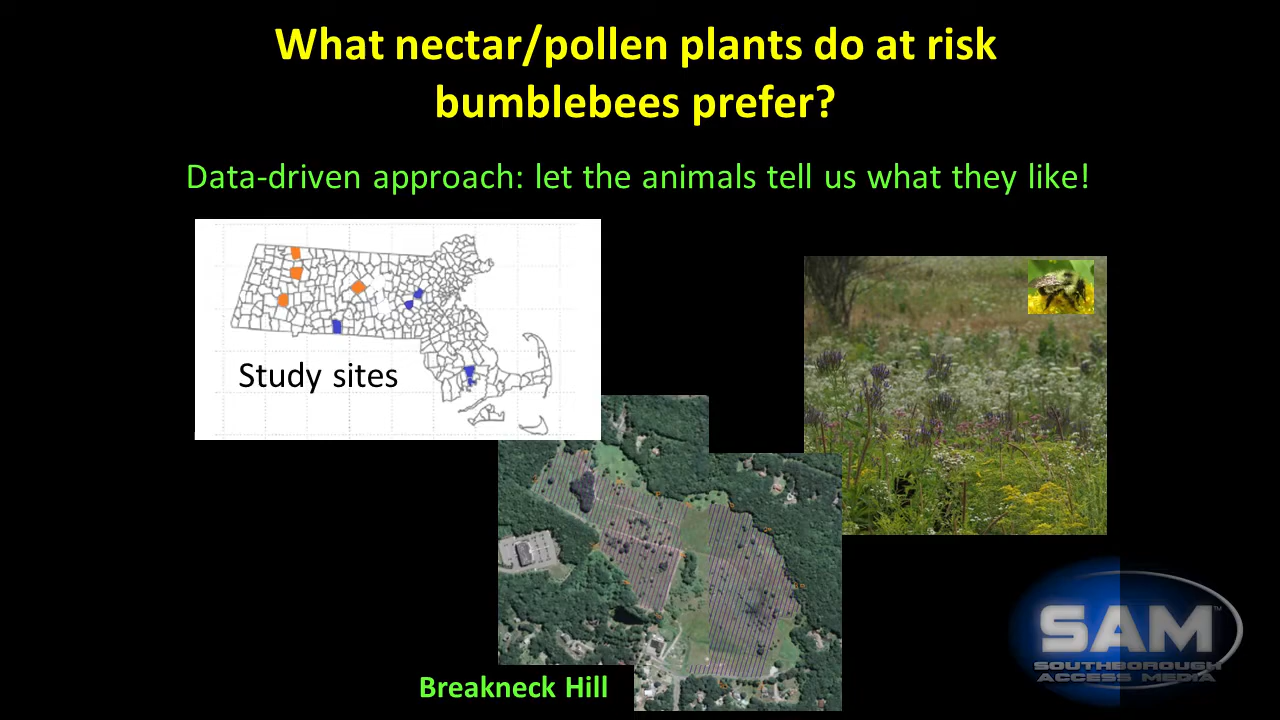 What nectar/pollen plants do at risk
bumblebees prefer?
Data-driven approach: let the animals tell us what they like!
Study sites
Breakneck Hill
SAM™
SOUTHBOROUGH
ACCESS MEDIA